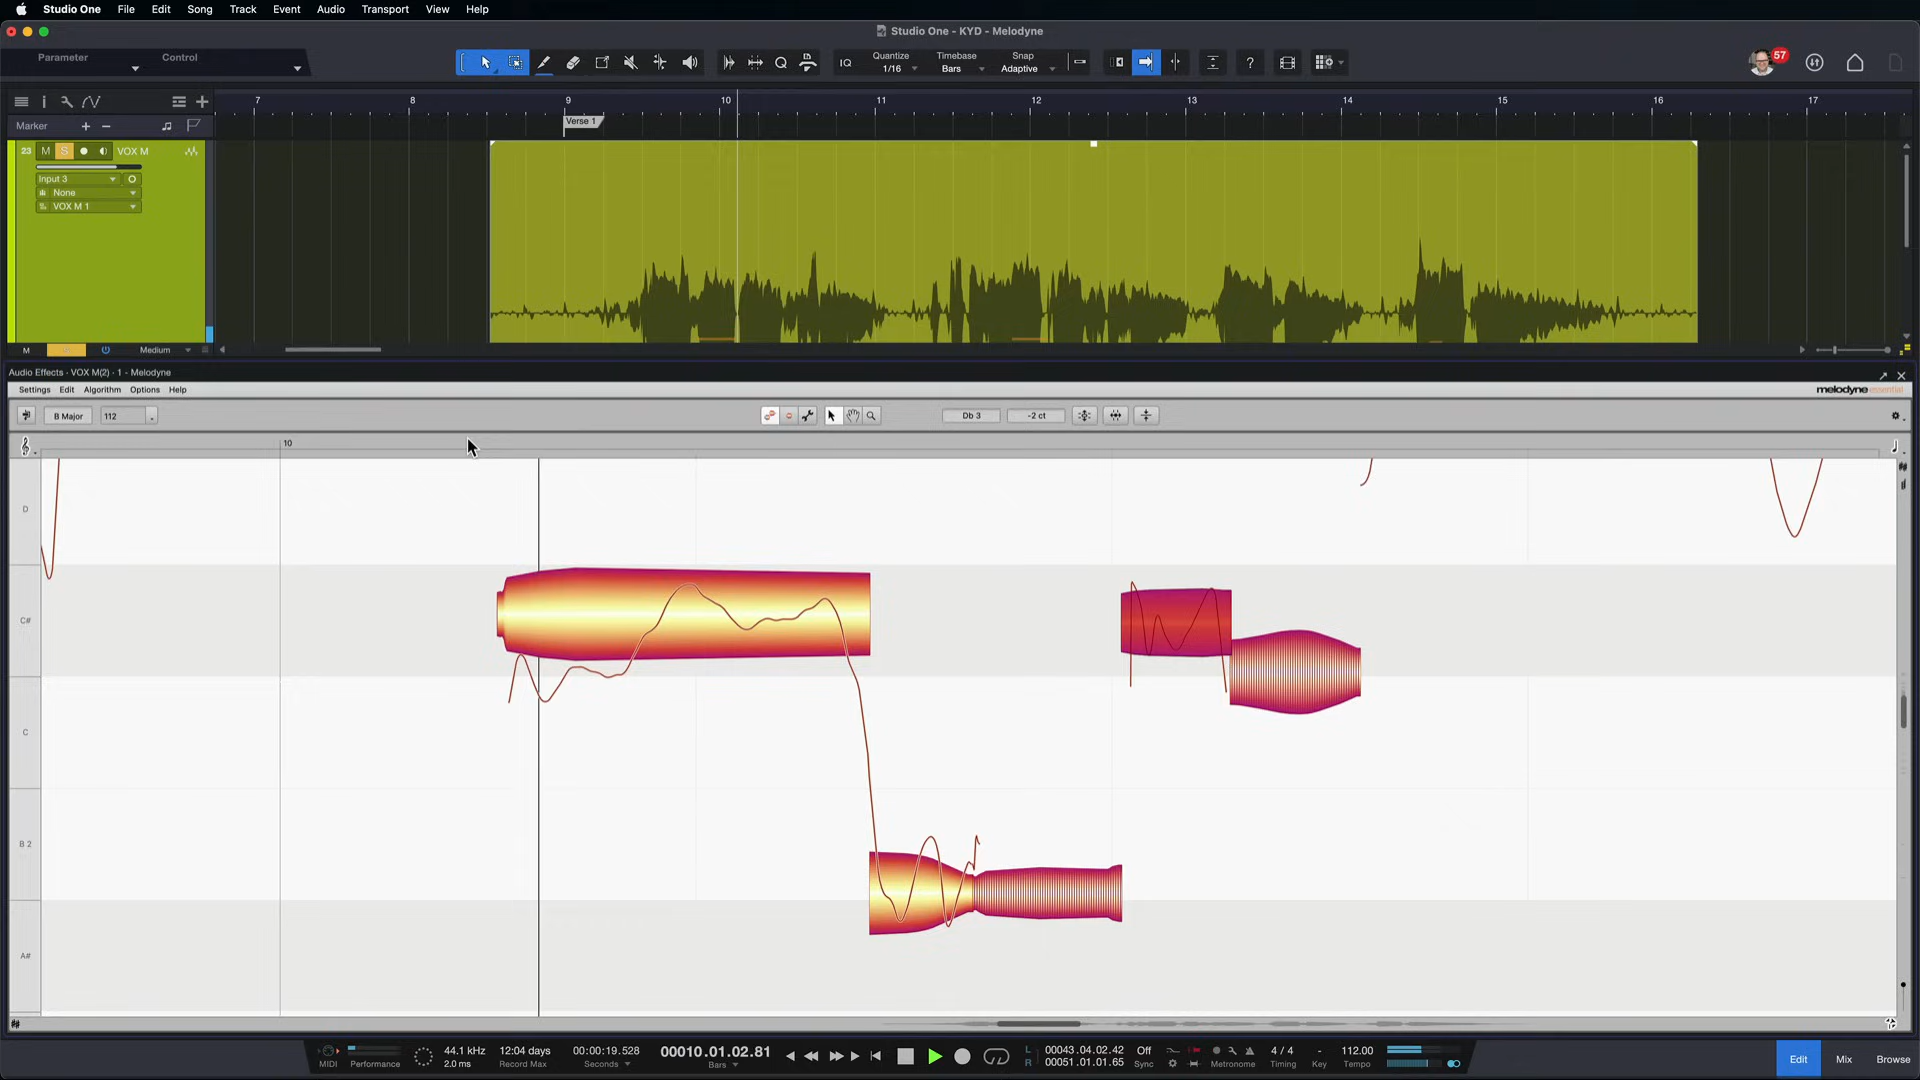 Studio One File Edit Song Track Event Audio Transport View Help
Studio One - KYD - Melodyne
Parameter Control
IQ Quantize 1/16 Timebase Bars Snap Adaptive ? 57
7 8 9 10 11 12 13 14 15 16 17
Marker + − Verse 1
23 M S VOX M
Input 3
None
VOX M 1
M Medium
Audio Effects · VOX M(2) · 1 - Melodyne
Settings Edit Algorithm Options Help melodyne essential
B Major 112 Db 3 -2 ct
10
D
C#
C
B 2
A#
MIDI Performance
44.1 kHz
2.0 ms
12:04 days
Record Max
00:00:19.528
Seconds
00010.01.02.81
Bars
L 00043.04.02.42
R 00051.01.01.65
Off
Sync
Metronome
4 / 4
Timing
-
Key
112.00
Tempo
Edit Mix Browse